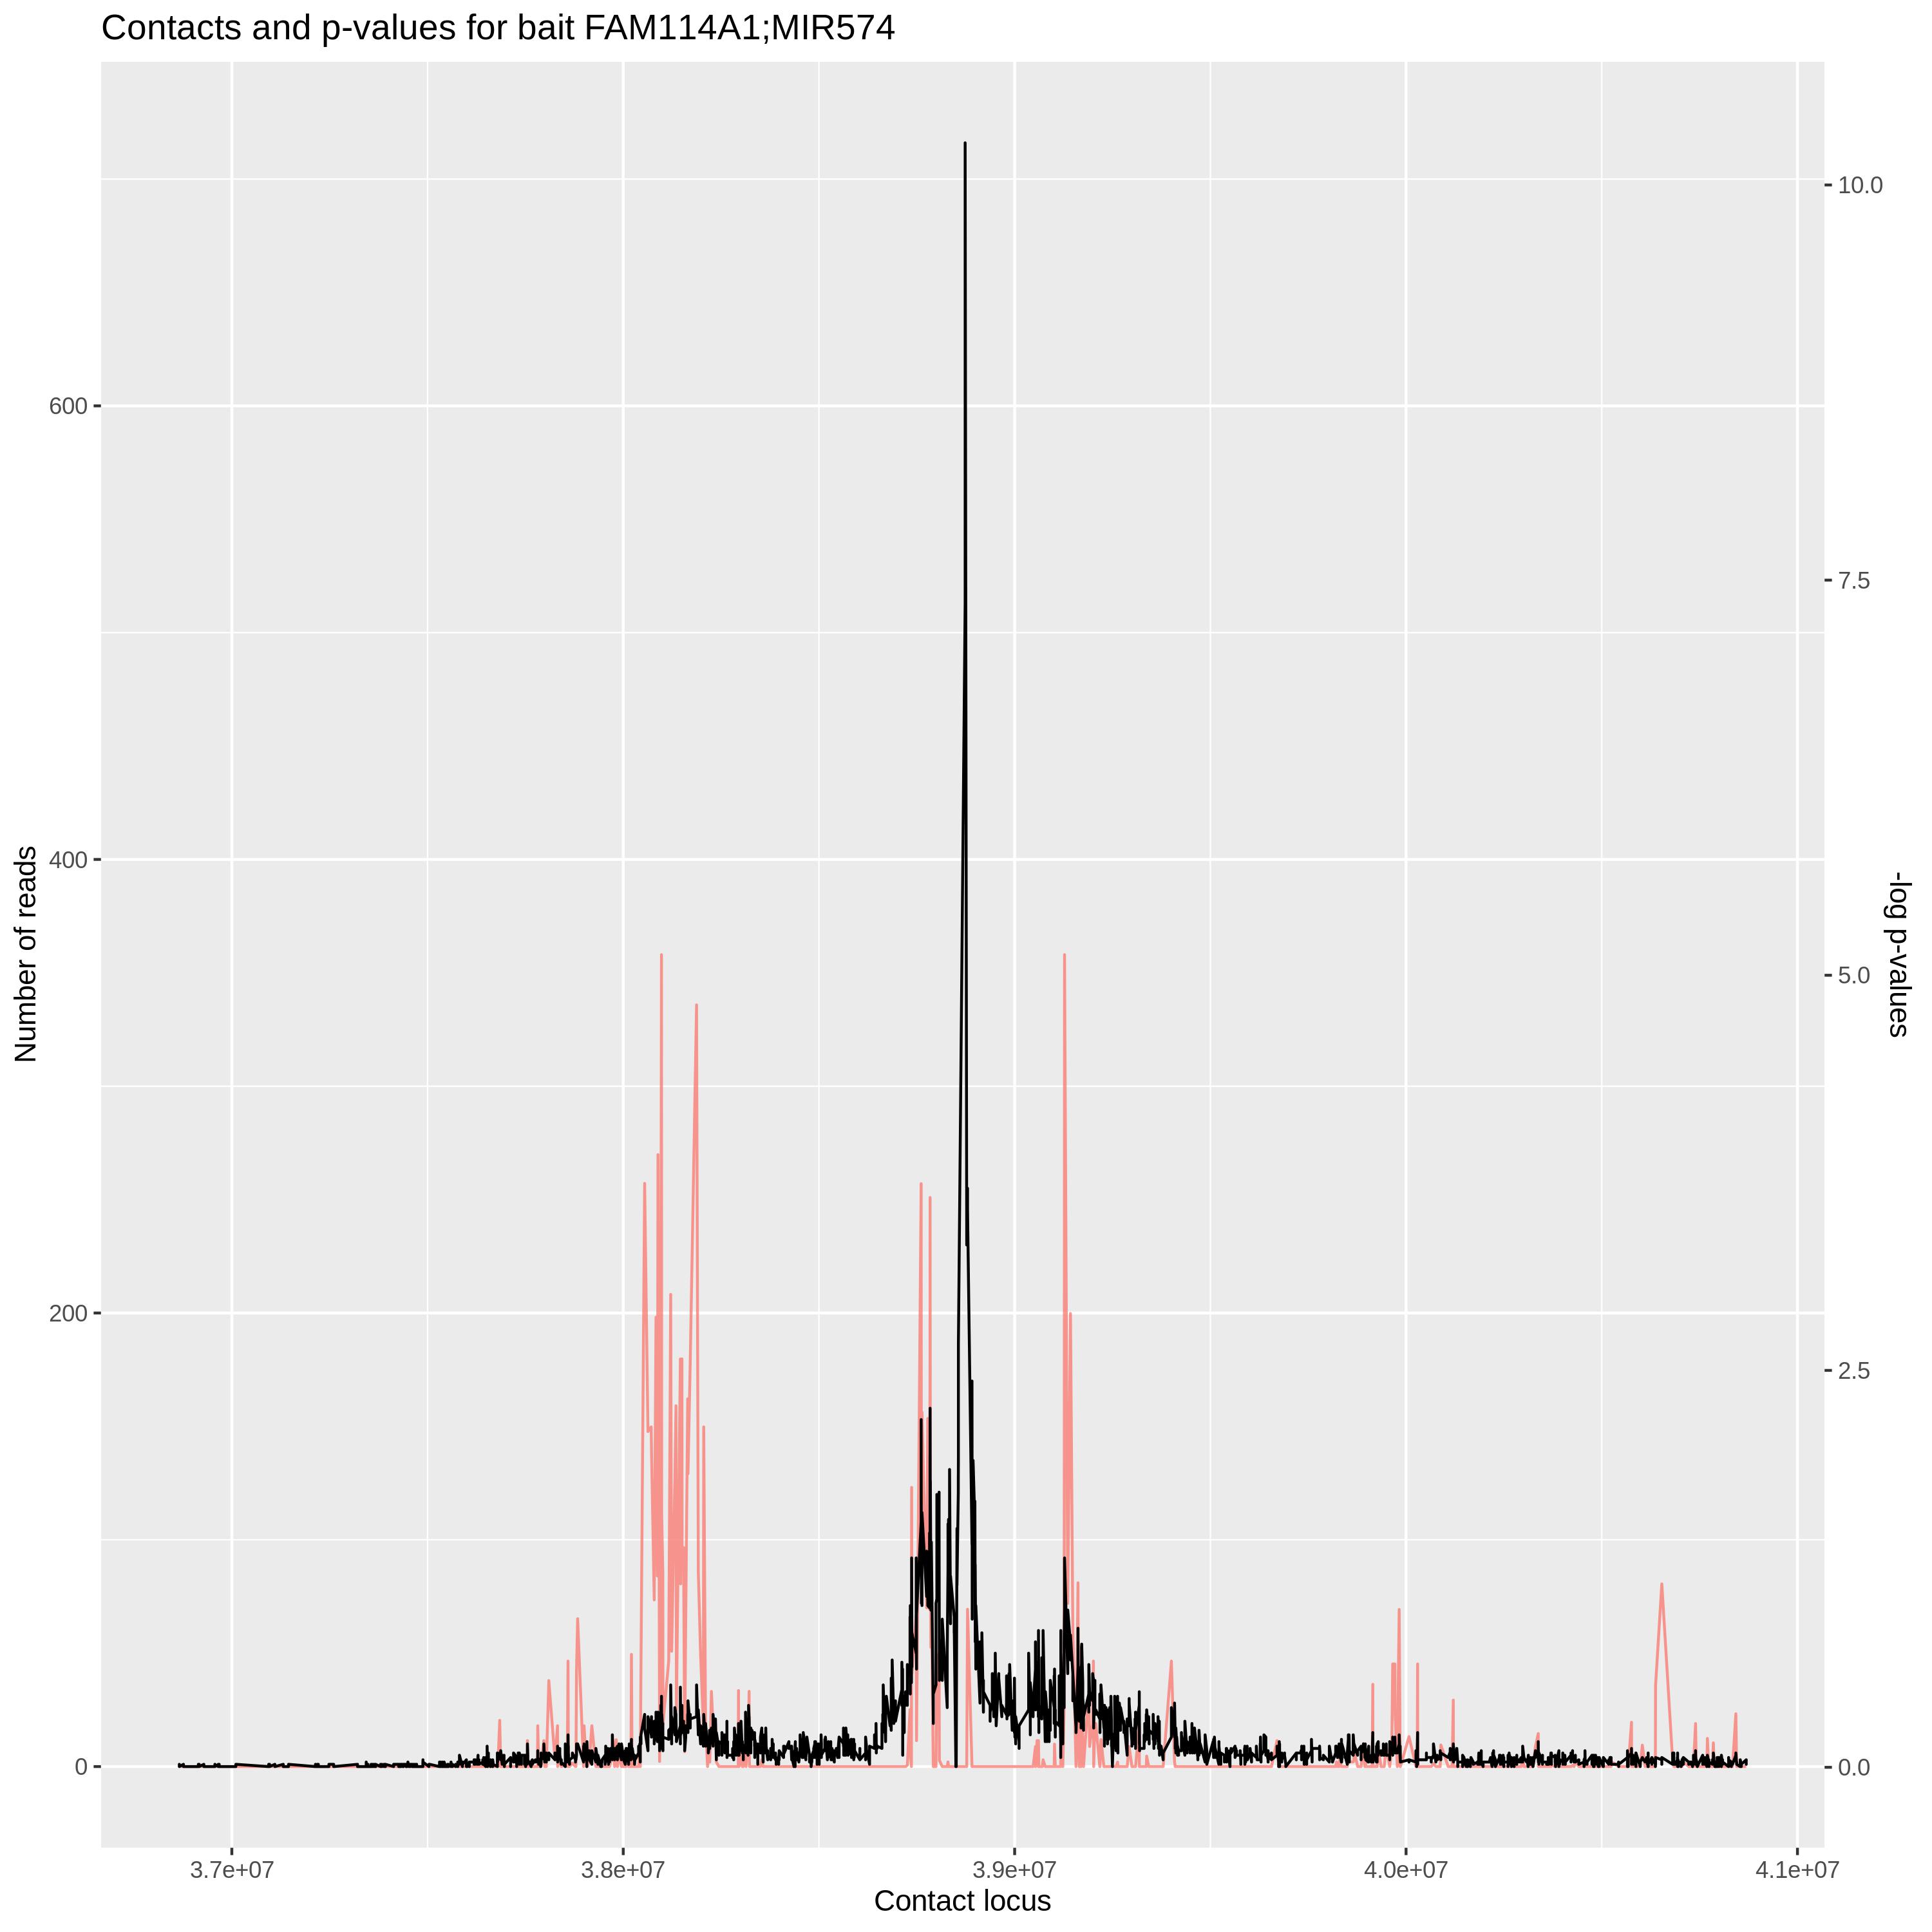 Contacts and p-values for bait FAM114A1;MIR574
Number of reads
600
400
200
0
10.0
7.5
5.0
2.5
0.0
-log p-values
3.7e+07
3.8e+07
3.9e+07
4.0e+07
4.1e+07
Contact locus